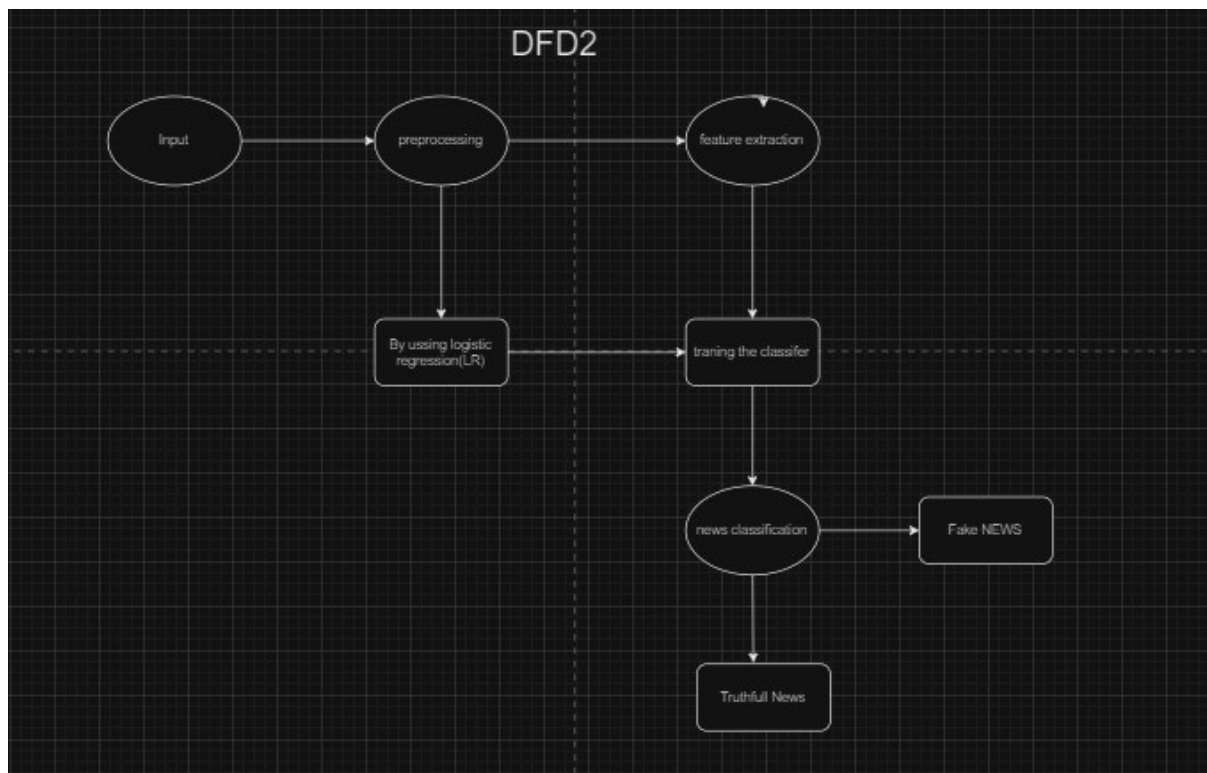 DFD2
Input
preprocessing
feature extraction
By ussing logistic
regression(LR)
traning the classifer
news classification
Fake NEWS
Truthfull News